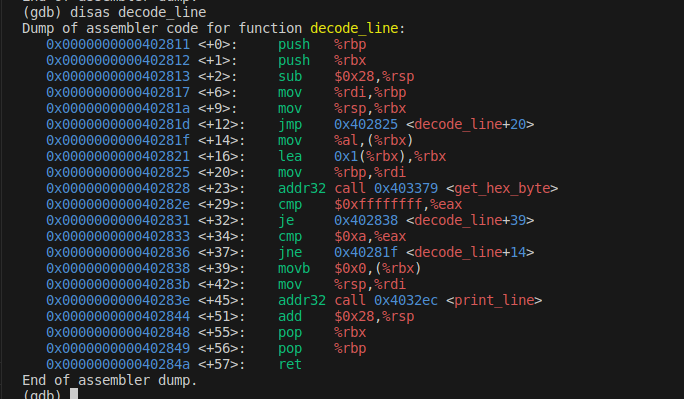 (gdb) disas decode_line
Dump of assembler code for function decode_line:
   0x0000000000402811 <+0>:     push   %rbp
   0x0000000000402812 <+1>:     push   %rbx
   0x0000000000402813 <+2>:     sub    $0x28,%rsp
   0x0000000000402817 <+6>:     mov    %rdi,%rbp
   0x000000000040281a <+9>:     mov    %rsp,%rbx
   0x000000000040281d <+12>:    jmp    0x402825 <decode_line+20>
   0x000000000040281f <+14>:    mov    %al,(%rbx)
   0x0000000000402821 <+16>:    lea    0x1(%rbx),%rbx
   0x0000000000402825 <+20>:    mov    %rbp,%rdi
   0x0000000000402828 <+23>:    addr32 call 0x403379 <get_hex_byte>
   0x000000000040282e <+29>:    cmp    $0xffffffff,%eax
   0x0000000000402831 <+32>:    je     0x402838 <decode_line+39>
   0x0000000000402833 <+34>:    cmp    $0xa,%eax
   0x0000000000402836 <+37>:    jne    0x40281f <decode_line+14>
   0x0000000000402838 <+39>:    movb   $0x0,(%rbx)
   0x000000000040283b <+42>:    mov    %rsp,%rdi
   0x000000000040283e <+45>:    addr32 call 0x4032ec <print_line>
   0x0000000000402844 <+51>:    add    $0x28,%rsp
   0x0000000000402848 <+55>:    pop    %rbx
   0x0000000000402849 <+56>:    pop    %rbp
   0x000000000040284a <+57>:    ret
End of assembler dump.
(gdb)